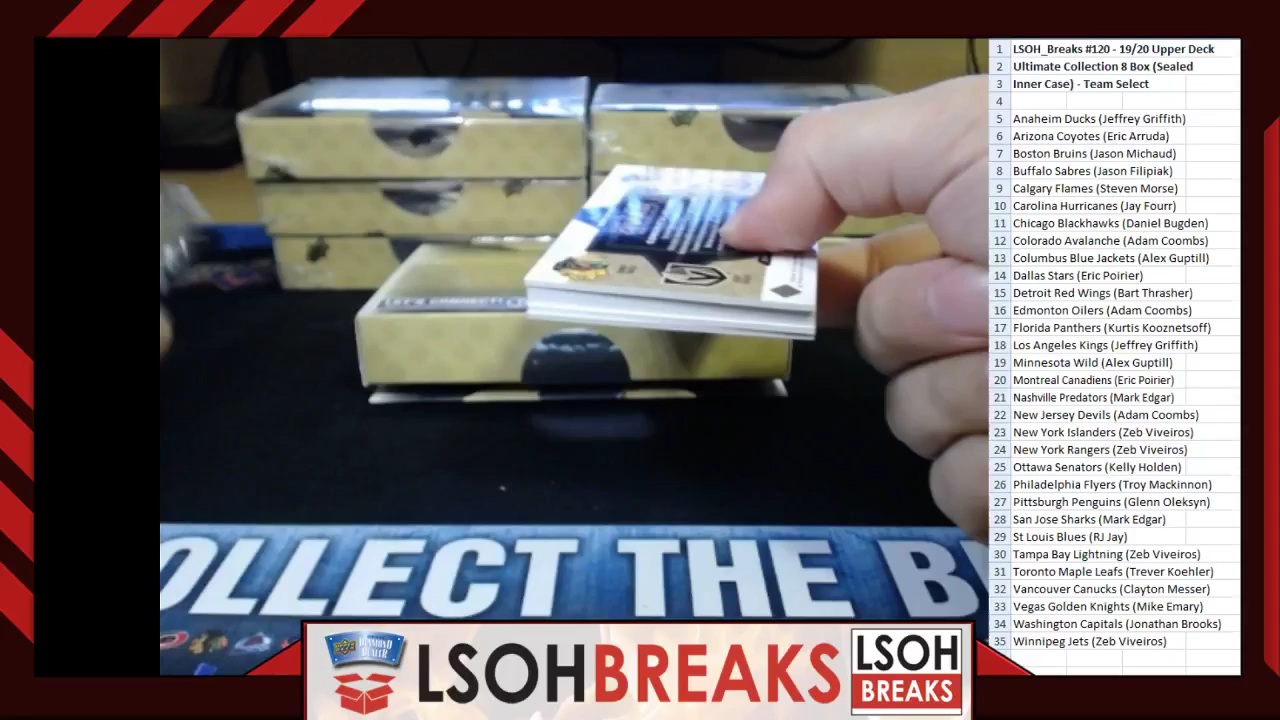 1 LSOH_Breaks #120 - 19/20 Upper Deck
2 Ultimate Collection 8 Box (Sealed
3 Inner Case) - Team Select
4
5 Anaheim Ducks (Jeffrey Griffith)
6 Arizona Coyotes (Eric Arruda)
7 Boston Bruins (Jason Michaud)
8 Buffalo Sabres (Jason Filipiak)
9 Calgary Flames (Steven Morse)
10 Carolina Hurricanes (Jay Fourr)
11 Chicago Blackhawks (Daniel Bugden)
12 Colorado Avalanche (Adam Coombs)
13 Columbus Blue Jackets (Alex Guptill)
14 Dallas Stars (Eric Poirier)
15 Detroit Red Wings (Bart Thrasher)
16 Edmonton Oilers (Adam Coombs)
17 Florida Panthers (Kurtis Kooznetsoff)
18 Los Angeles Kings (Jeffrey Griffith)
19 Minnesota Wild (Alex Guptill)
20 Montreal Canadiens (Eric Poirier)
21 Nashville Predators (Mark Edgar)
22 New Jersey Devils (Adam Coombs)
23 New York Islanders (Zeb Viveiros)
24 New York Rangers (Zeb Viveiros)
25 Ottawa Senators (Kelly Holden)
26 Philadelphia Flyers (Troy Mackinnon)
27 Pittsburgh Penguins (Glenn Oleksyn)
28 San Jose Sharks (Mark Edgar)
29 St Louis Blues (RJ Jay)
30 Tampa Bay Lightning (Zeb Viveiros)
31 Toronto Maple Leafs (Trever Koehler)
32 Vancouver Canucks (Clayton Messer)
33 Vegas Golden Knights (Mike Emary)
34 Washington Capitals (Jonathan Brooks)
35 Winnipeg Jets (Zeb Viveiros)
LET'S CONNECT!
OLLECT THE B
DIAMOND
DEALER
LSOHBREAKS
LSOH
BREAKS